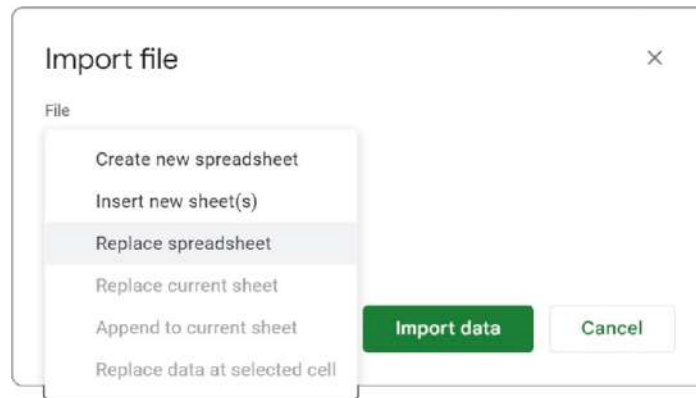 Import file
File
Create new spreadsheet
Insert new sheet(s)
Replace spreadsheet
Replace current sheet
Append to current sheet
Replace data at selected cell
Import data
Cancel